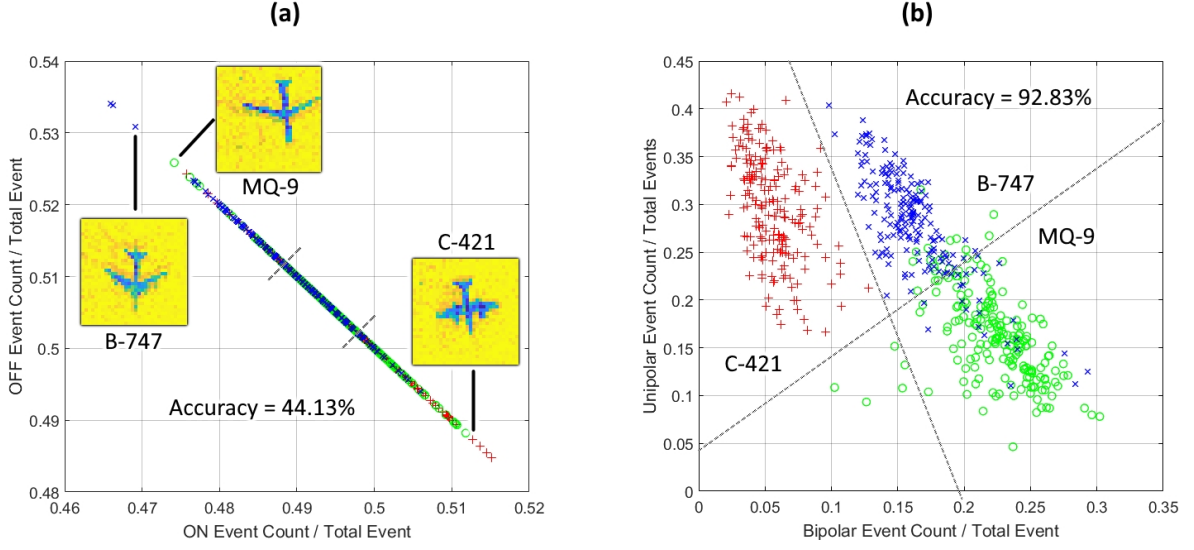 (a)
OFF Event Count / Total Event
0.54
0.53
0.52
0.51
0.5
0.49
0.48
0.46
0.47
0.48
0.49
0.5
0.51
0.52
ON Event Count / Total Event
MQ-9
B-747
C-421
Accuracy = 44.13%
(b)
Unipolar Event Count / Total Events
0.45
0.4
0.35
0.3
0.25
0.2
0.15
0.1
0.05
0
0
0.05
0.1
0.15
0.2
0.25
0.3
0.35
Bipolar Event Count / Total Event
Accuracy = 92.83%
B-747
MQ-9
C-421